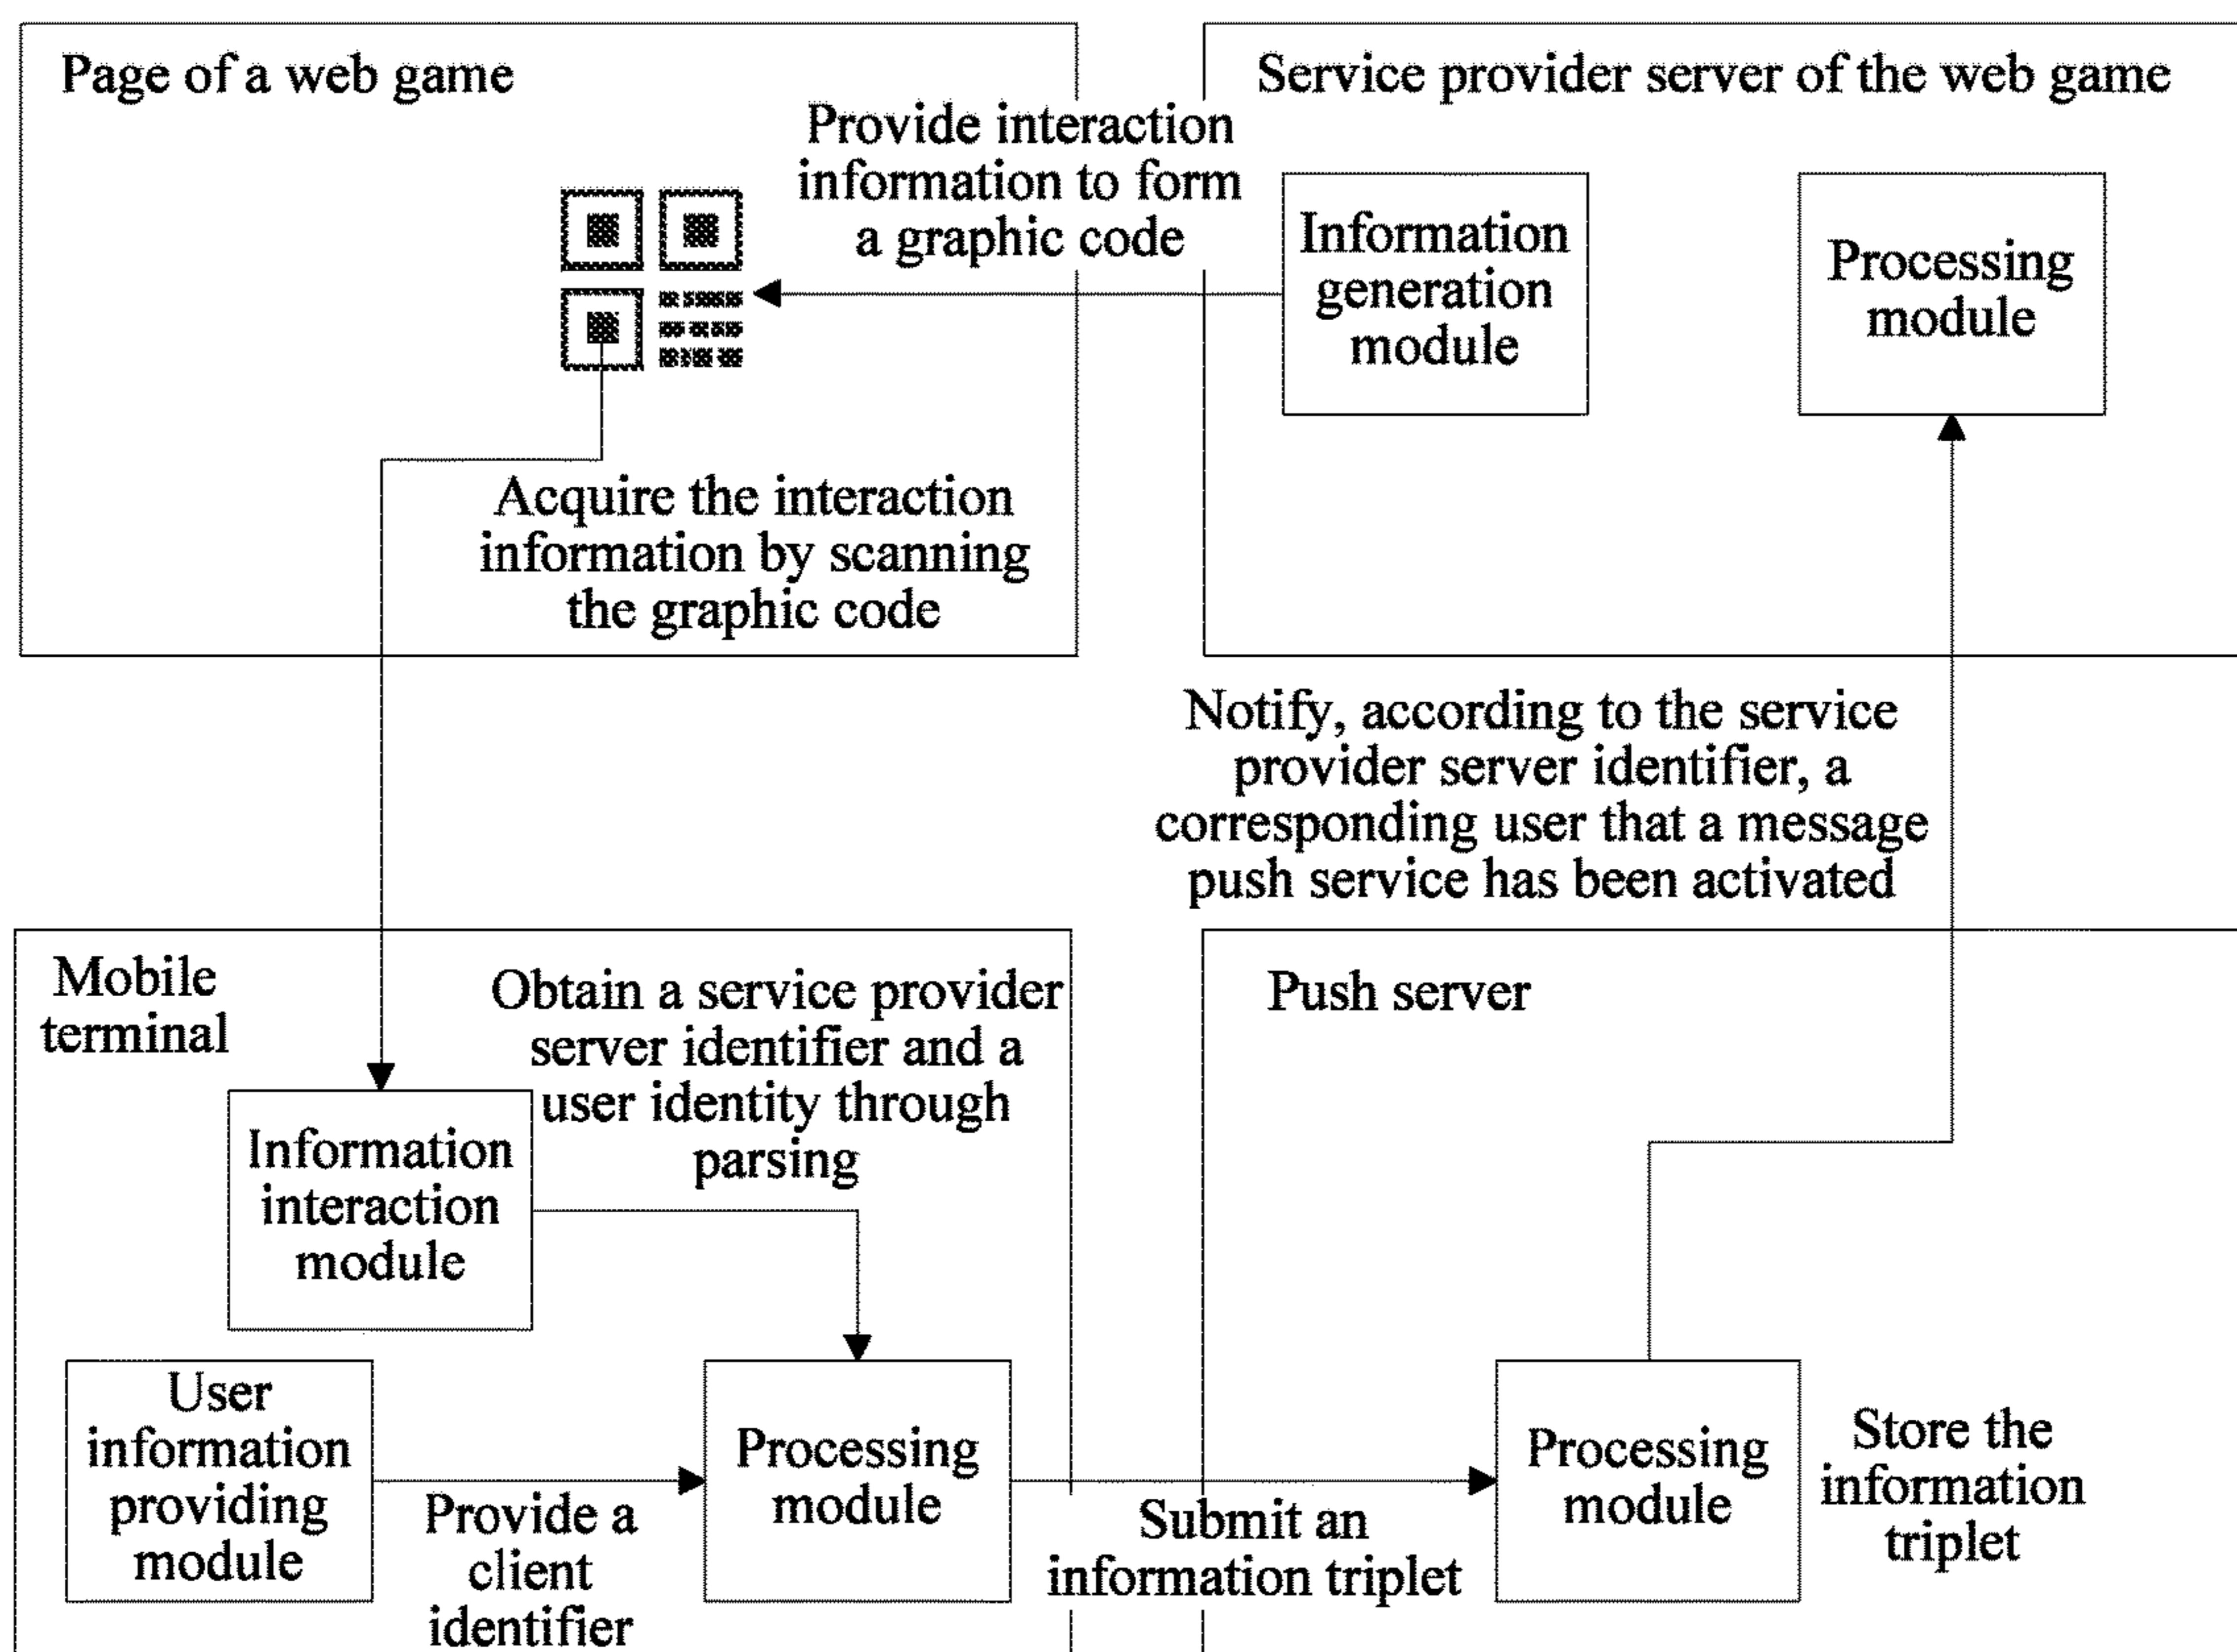 Page of a web game
Service provider server of the web game
Provide interaction
information to form
a graphic code
Information
generation
module
Processing
module
Acquire the interaction
information by scanning
the graphic code
Notify, according to the service
provider server identifier, a
corresponding user that a message
push service has been activated
Mobile
terminal
Obtain a service provider
server identifier and a
user identity through
parsing
Push server
Information
interaction
module
User
information
providing
module
Provide a
client
identifier
Processing
module
Submit an
information triplet
Processing
module
Store the
information
triplet